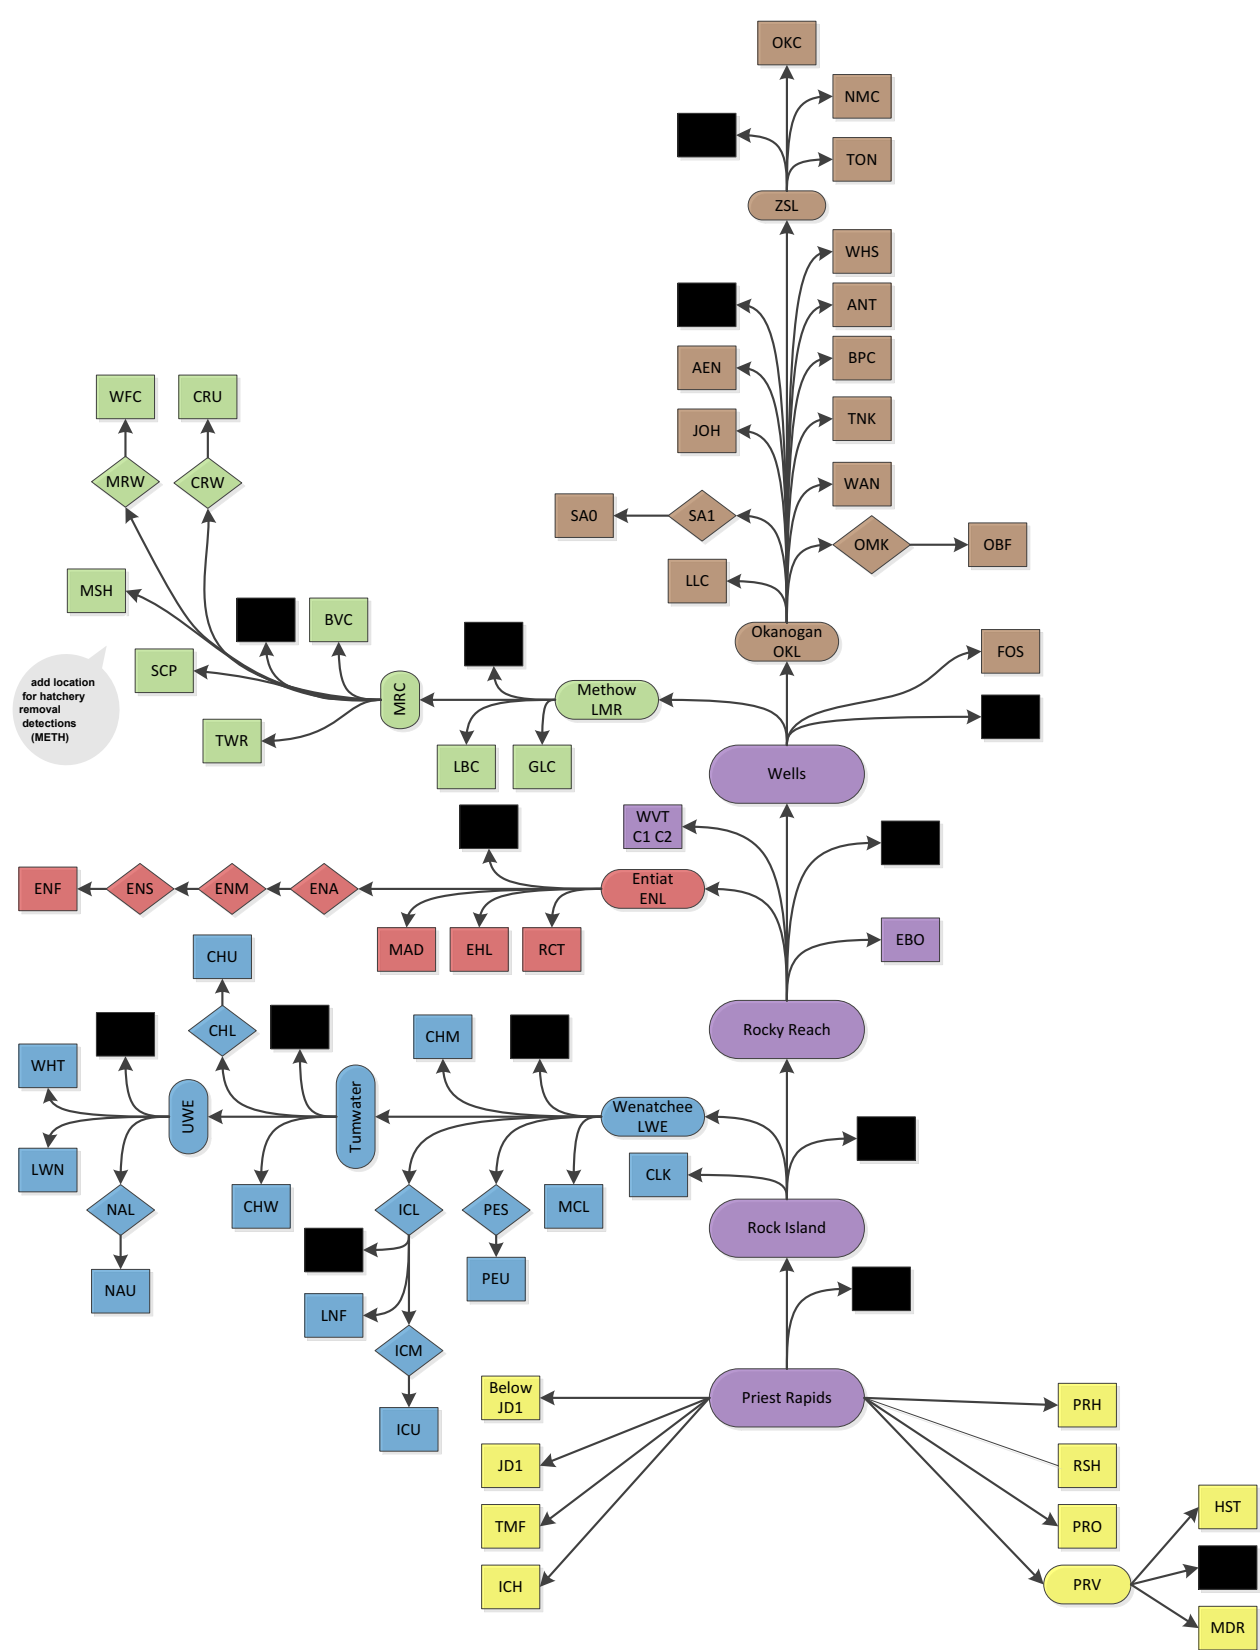 OKC
NMC
TON
ZSL
WHS
ANT
BPC
AEN
TNK
JOH
WAN
SA0
SA1
OMK
OBF
LLC
Okanogan
OKL
FOS
WFC
CRU
MRW
CRW
MSH
BVC
SCP
TWR
MRC
Methow
LMR
LBC
GLC
add location
for hatchery
removal
detections
(METH)
Wells
WVT
C1 C2
ENF
ENS
ENM
ENA
Entiat
ENL
MAD
EHL
RCT
EBO
Rocky Reach
CHU
CHL
CHM
WHT
UWE
Tumwater
Wenatchee
LWE
LWN
NAL
NAU
CHW
ICL
PES
MCL
CLK
PEU
LNF
ICM
ICU
Rock Island
Priest Rapids
Below
JD1
JD1
TMF
ICH
PRH
RSH
PRO
PRV
HST
MDR